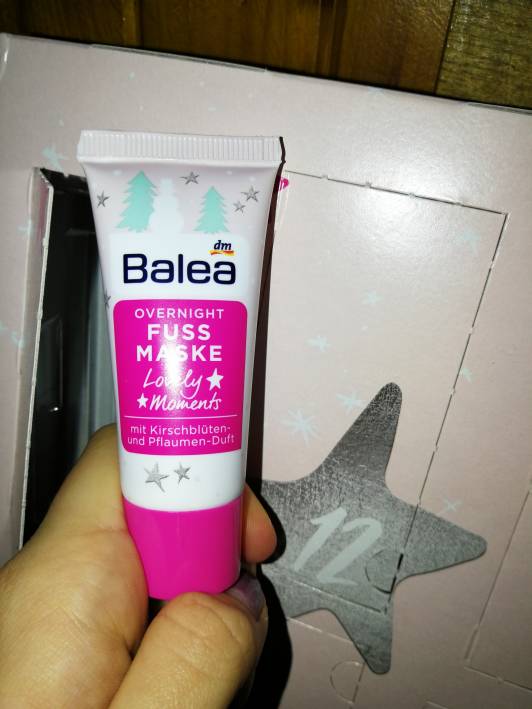 dm
Balea
OVERNIGHT
FUSS
MASKE
Lovely
Moments
mit Kirschblüten-
und Pflaumen-Duft
12